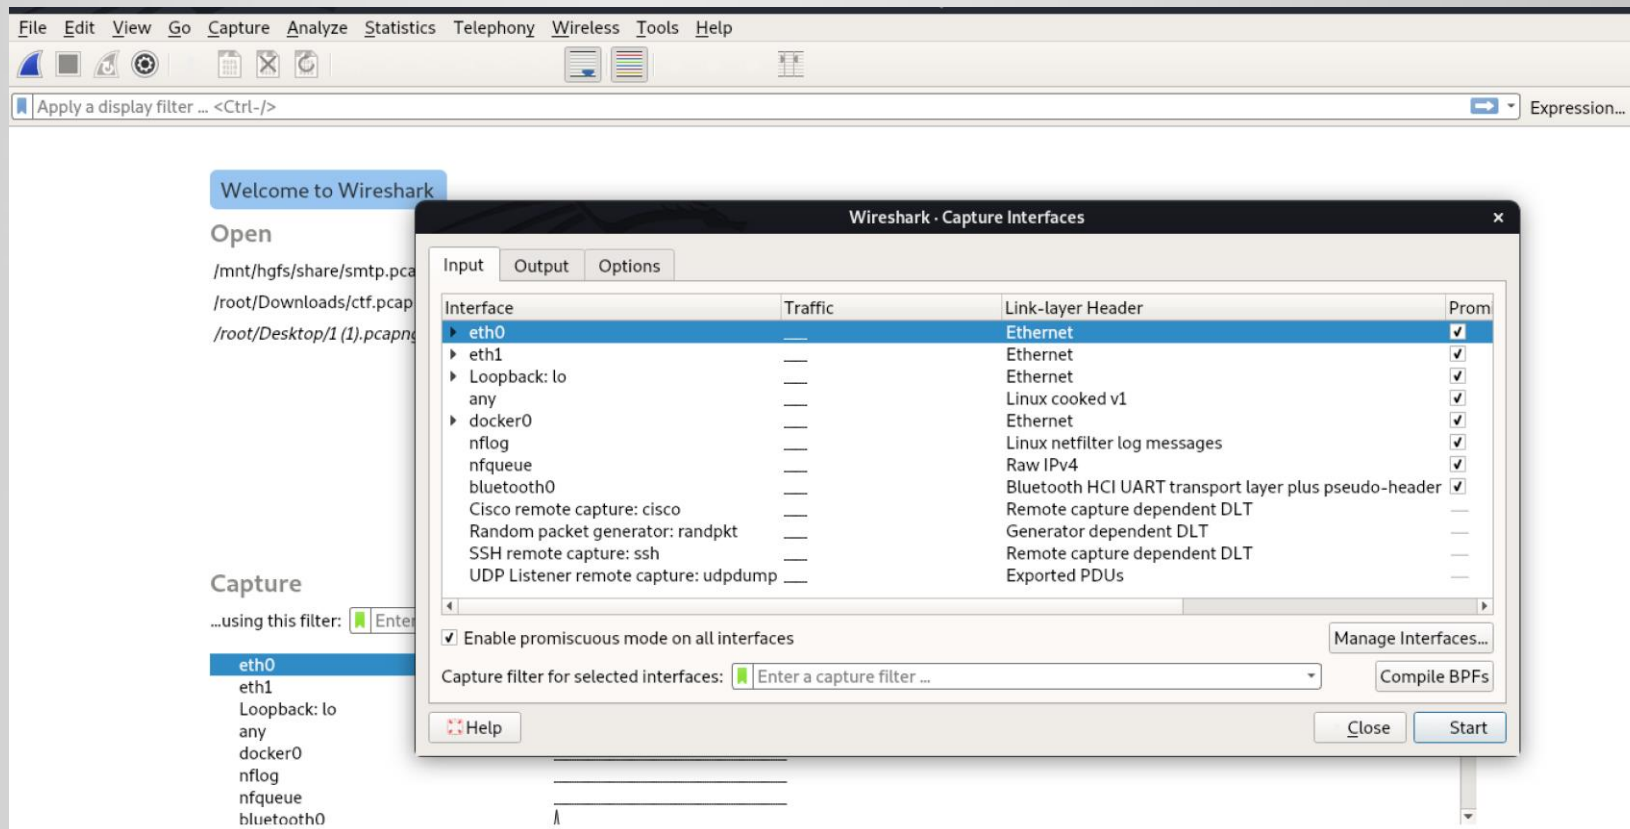 File Edit View Go Capture Analyze Statistics Telephony Wireless Tools Help
Apply a display filter ... <Ctrl-/>
Expression...
Welcome to Wireshark
Open
/mnt/hgfs/share/smtp.pca
/root/Downloads/ctf.pcap
/root/Desktop/1 (1).pcapng
Wireshark · Capture Interfaces
Input Output Options
Interface Traffic Link-layer Header Promi
eth0 Ethernet
eth1 Ethernet
Loopback: lo Ethernet
any Linux cooked v1
docker0 Ethernet
nflog Linux netfilter log messages
nfqueue Raw IPv4
bluetooth0 Bluetooth HCI UART transport layer plus pseudo-header
Cisco remote capture: cisco Remote capture dependent DLT
Random packet generator: randpkt Generator dependent DLT
SSH remote capture: ssh Remote capture dependent DLT
UDP Listener remote capture: udpdump Exported PDUs
Enable promiscuous mode on all interfaces
Manage Interfaces...
Capture filter for selected interfaces: Enter a capture filter ...
Compile BPFs
Help
Close
Start
Capture
...using this filter: Enter
eth0
eth1
Loopback: lo
any
docker0
nflog
nfqueue
bluetooth0